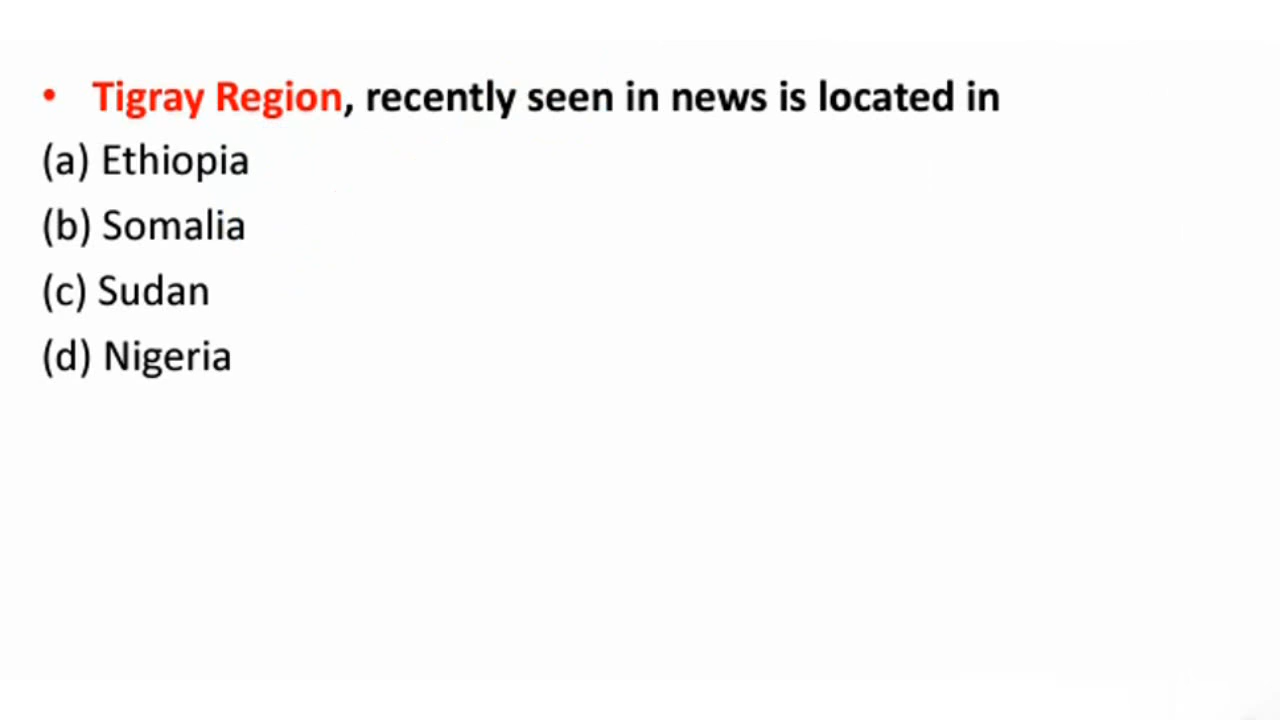 • Tigray Region, recently seen in news is located in
(a) Ethiopia
(b) Somalia
(c) Sudan
(d) Nigeria